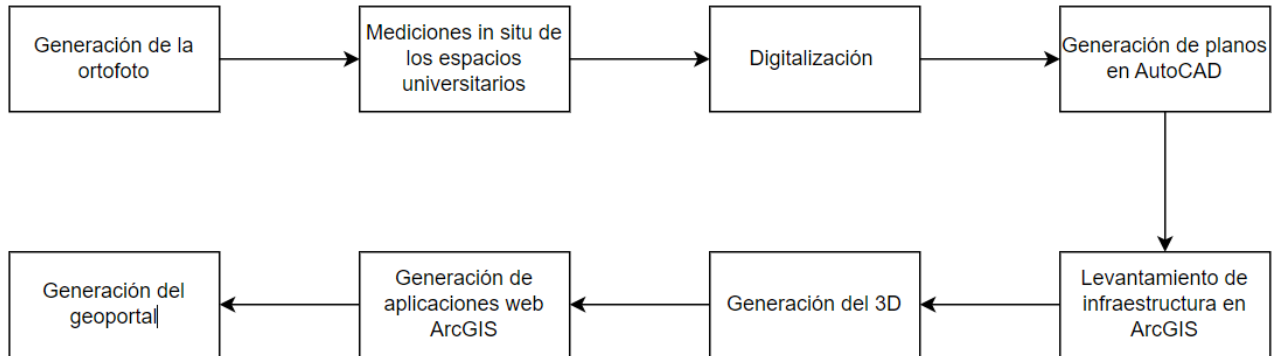 Generación de la
ortofoto
Mediciones in situ de
los espacios
universitarios
Digitalización
Generación de planos
en AutoCAD
Levantamiento de
infraestructura en
ArcGIS
Generación del 3D
Generación de
aplicaciones web
ArcGIS
Generación del
geoportal